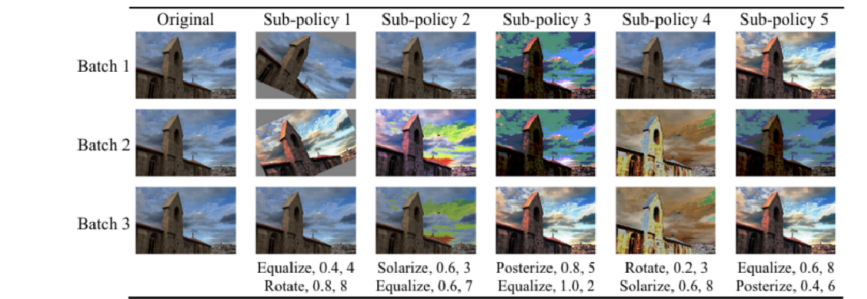 Original Sub-policy 1 Sub-policy 2 Sub-policy 3 Sub-policy 4 Sub-policy 5
Batch 1
Batch 2
Batch 3
Equalize, 0.4, 4 Solarize, 0.6, 3 Posterize, 0.8, 5 Rotate, 0.2, 3 Equalize, 0.6, 8
Rotate, 0.8, 8 Equalize, 0.6, 7 Equalize, 1.0, 2 Solarize, 0.6, 8 Posterize, 0.4, 6